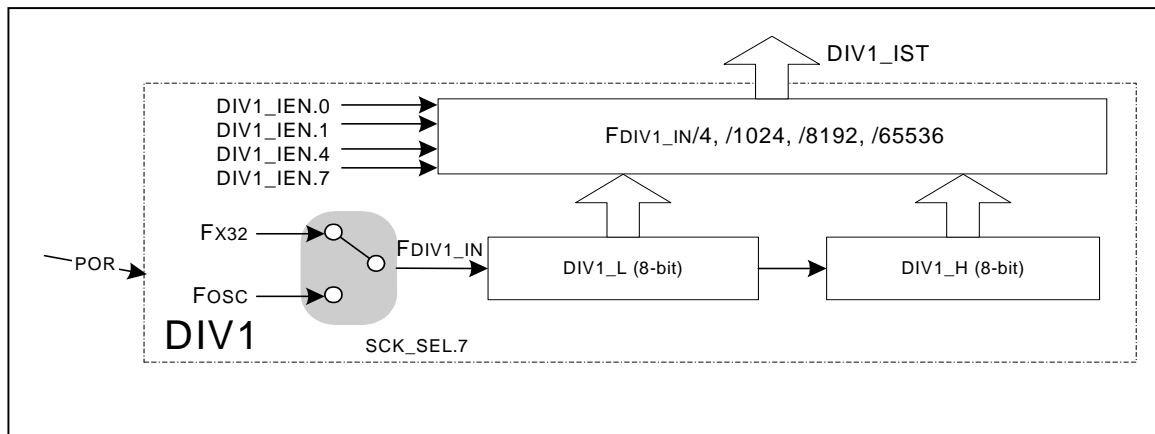 DIV1_IST
DIV1_IEN.0
DIV1_IEN.1
DIV1_IEN.4
DIV1_IEN.7
FDIV1_IN/4, /1024, /8192, /65536
FX32
FDIV1_IN
DIV1_L (8-bit)
DIV1_H (8-bit)
POR
FOSC
DIV1
SCK_SEL.7